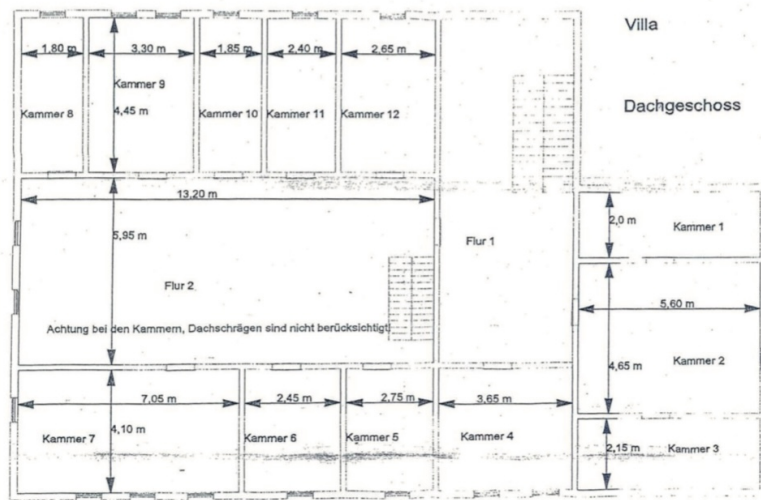 Villa
Dachgeschoss
1,80 m
3,30 m
1,85 m
2,40 m
2,65 m
Kammer 9
Kammer 8
4,45 m
Kammer 10
Kammer 11
Kammer 12
13,20 m
5,95 m
Flur 1
Flur 2
Achtung bei den Kammern, Dachschrägen sind nicht berücksichtigt!
2,0 m
Kammer 1
5,60 m
4,65 m
Kammer 2
7,05 m
2,45 m
2,75 m
3,65 m
Kammer 7
4,10 m
Kammer 6
Kammer 5
Kammer 4
2,15 m
Kammer 3